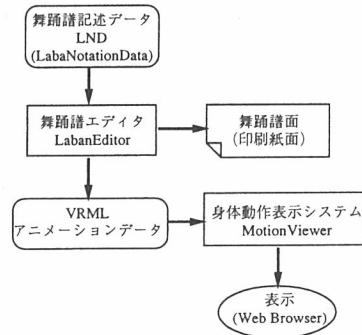 舞踊譜記述データ
LND
(LabaNotationData)
舞踊譜エディタ
LabanEditor
舞踊譜面
(印刷紙面)
VRML
アニメーションデータ
身体動作表示システム
MotionViewer
表示
(Web Browser)